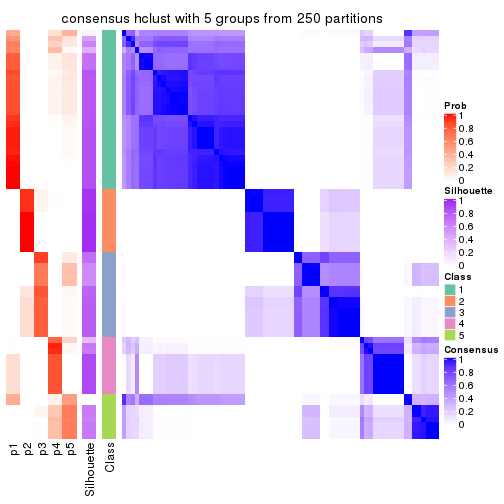 consensus hclust with 5 groups from 250 partitions
Prob
1
0.8
0.6
0.4
0.2
0
Silhouette
1
0.8
0.6
0.4
0.2
0
Class
1
2
3
4
5
Consensus
1
0.8
0.6
0.4
0.2
0
p1
p2
p3
p4
p5
Silhouette
Class